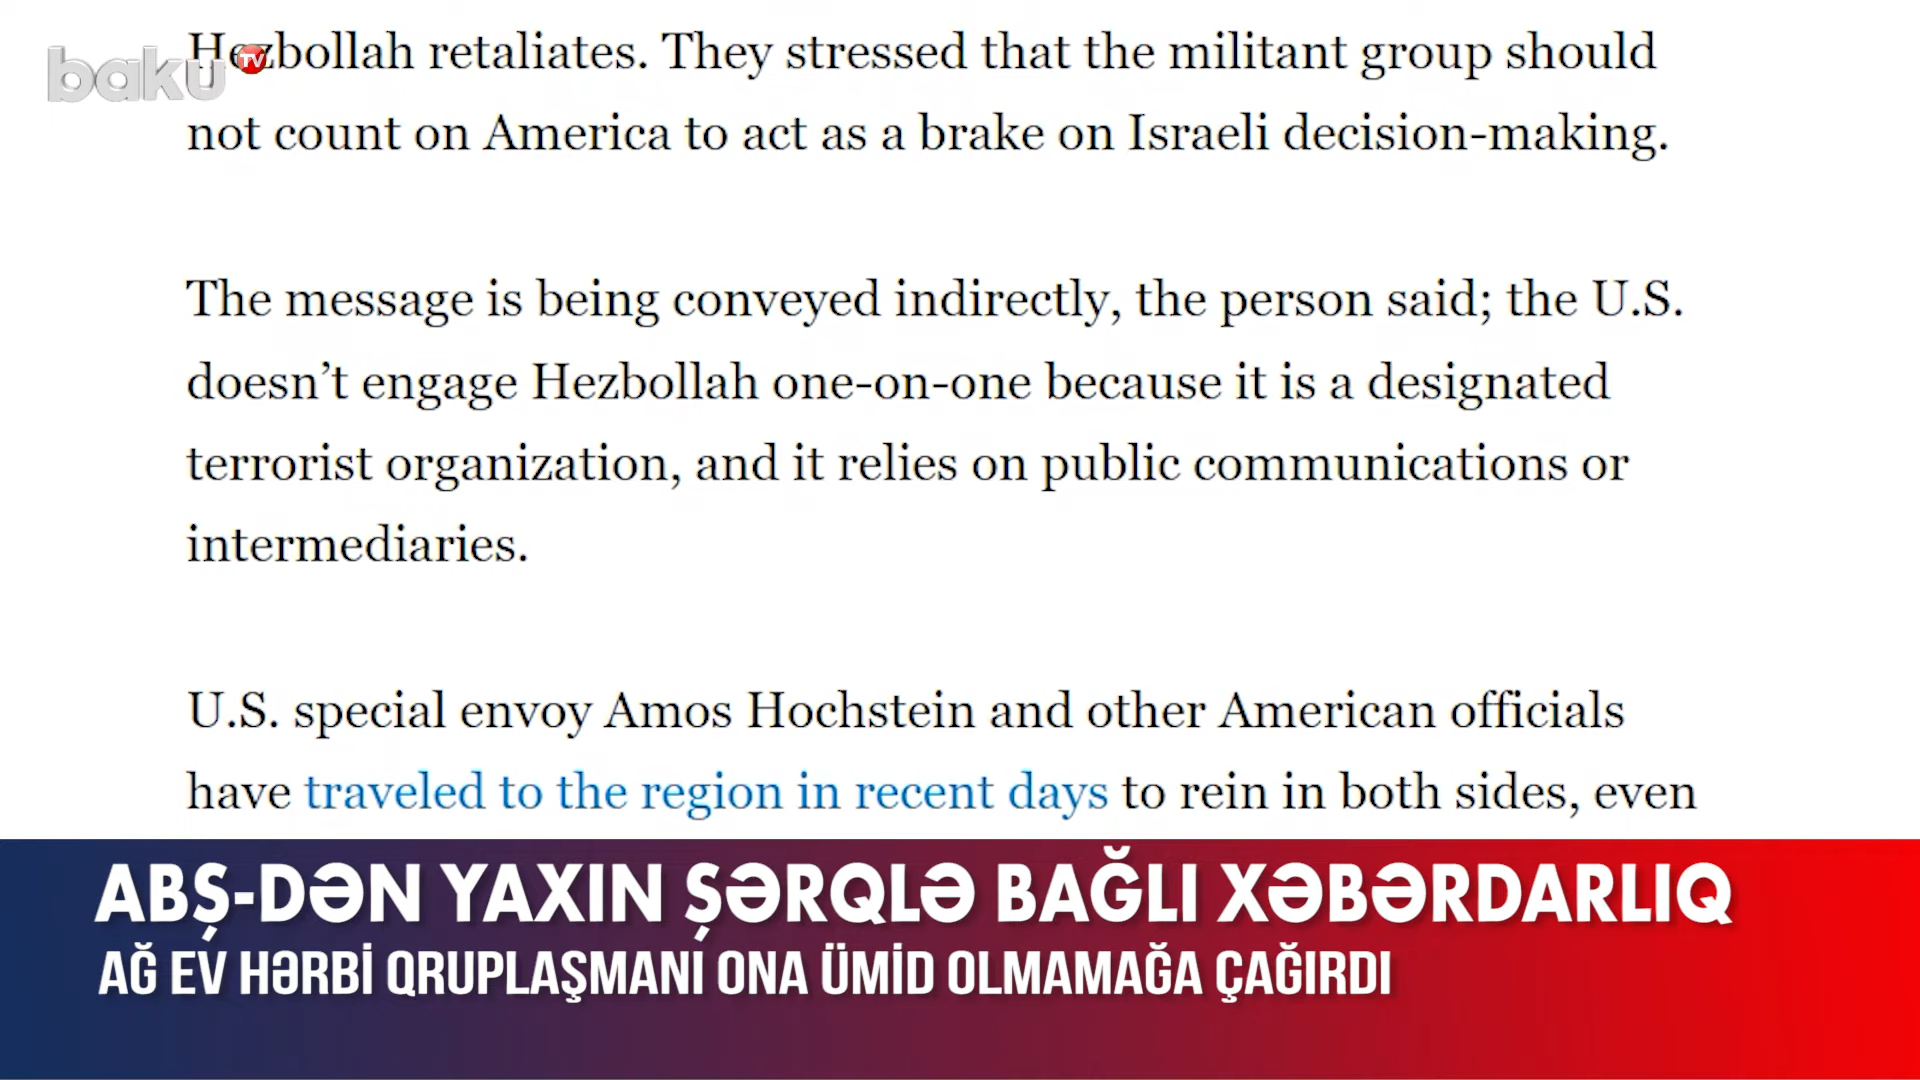 baku TV
Hezbollah retaliates. They stressed that the militant group should
not count on America to act as a brake on Israeli decision-making.
The message is being conveyed indirectly, the person said; the U.S.
doesn’t engage Hezbollah one-on-one because it is a designated
terrorist organization, and it relies on public communications or
intermediaries.
U.S. special envoy Amos Hochstein and other American officials
have traveled to the region in recent days to rein in both sides, even
ABŞ-DƏN YAXIN ŞƏRQLƏ BAĞLI XƏBƏRDARLIQ
AĞ EV HƏRBİ QRUPLAŞMANI ONA ÜMİD OLMAMAĞA ÇAĞIRDI